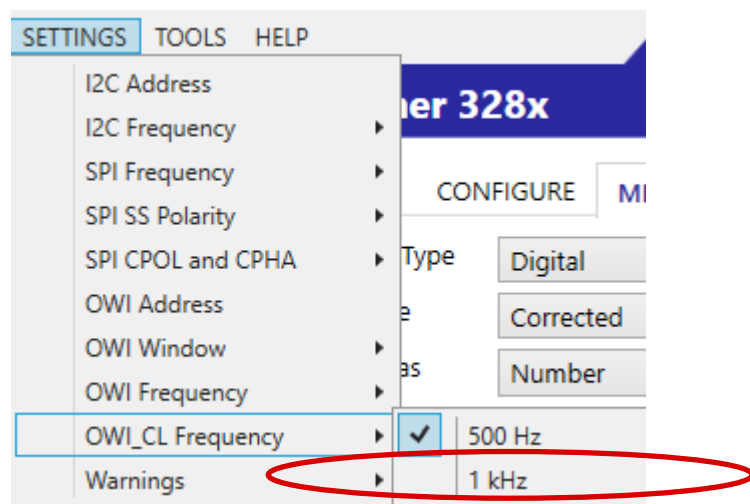 SETTINGS TOOLS HELP
I2C Address
ner 328x
I2C Frequency
SPI Frequency
CONFIGURE
SPI SS Polarity
SPI CPOL and CPHA
Type
Digital
OWI Address
Corrected
OWI Window
as
Number
OWI Frequency
OWI_CL Frequency
500 Hz
Warnings
1 kHz